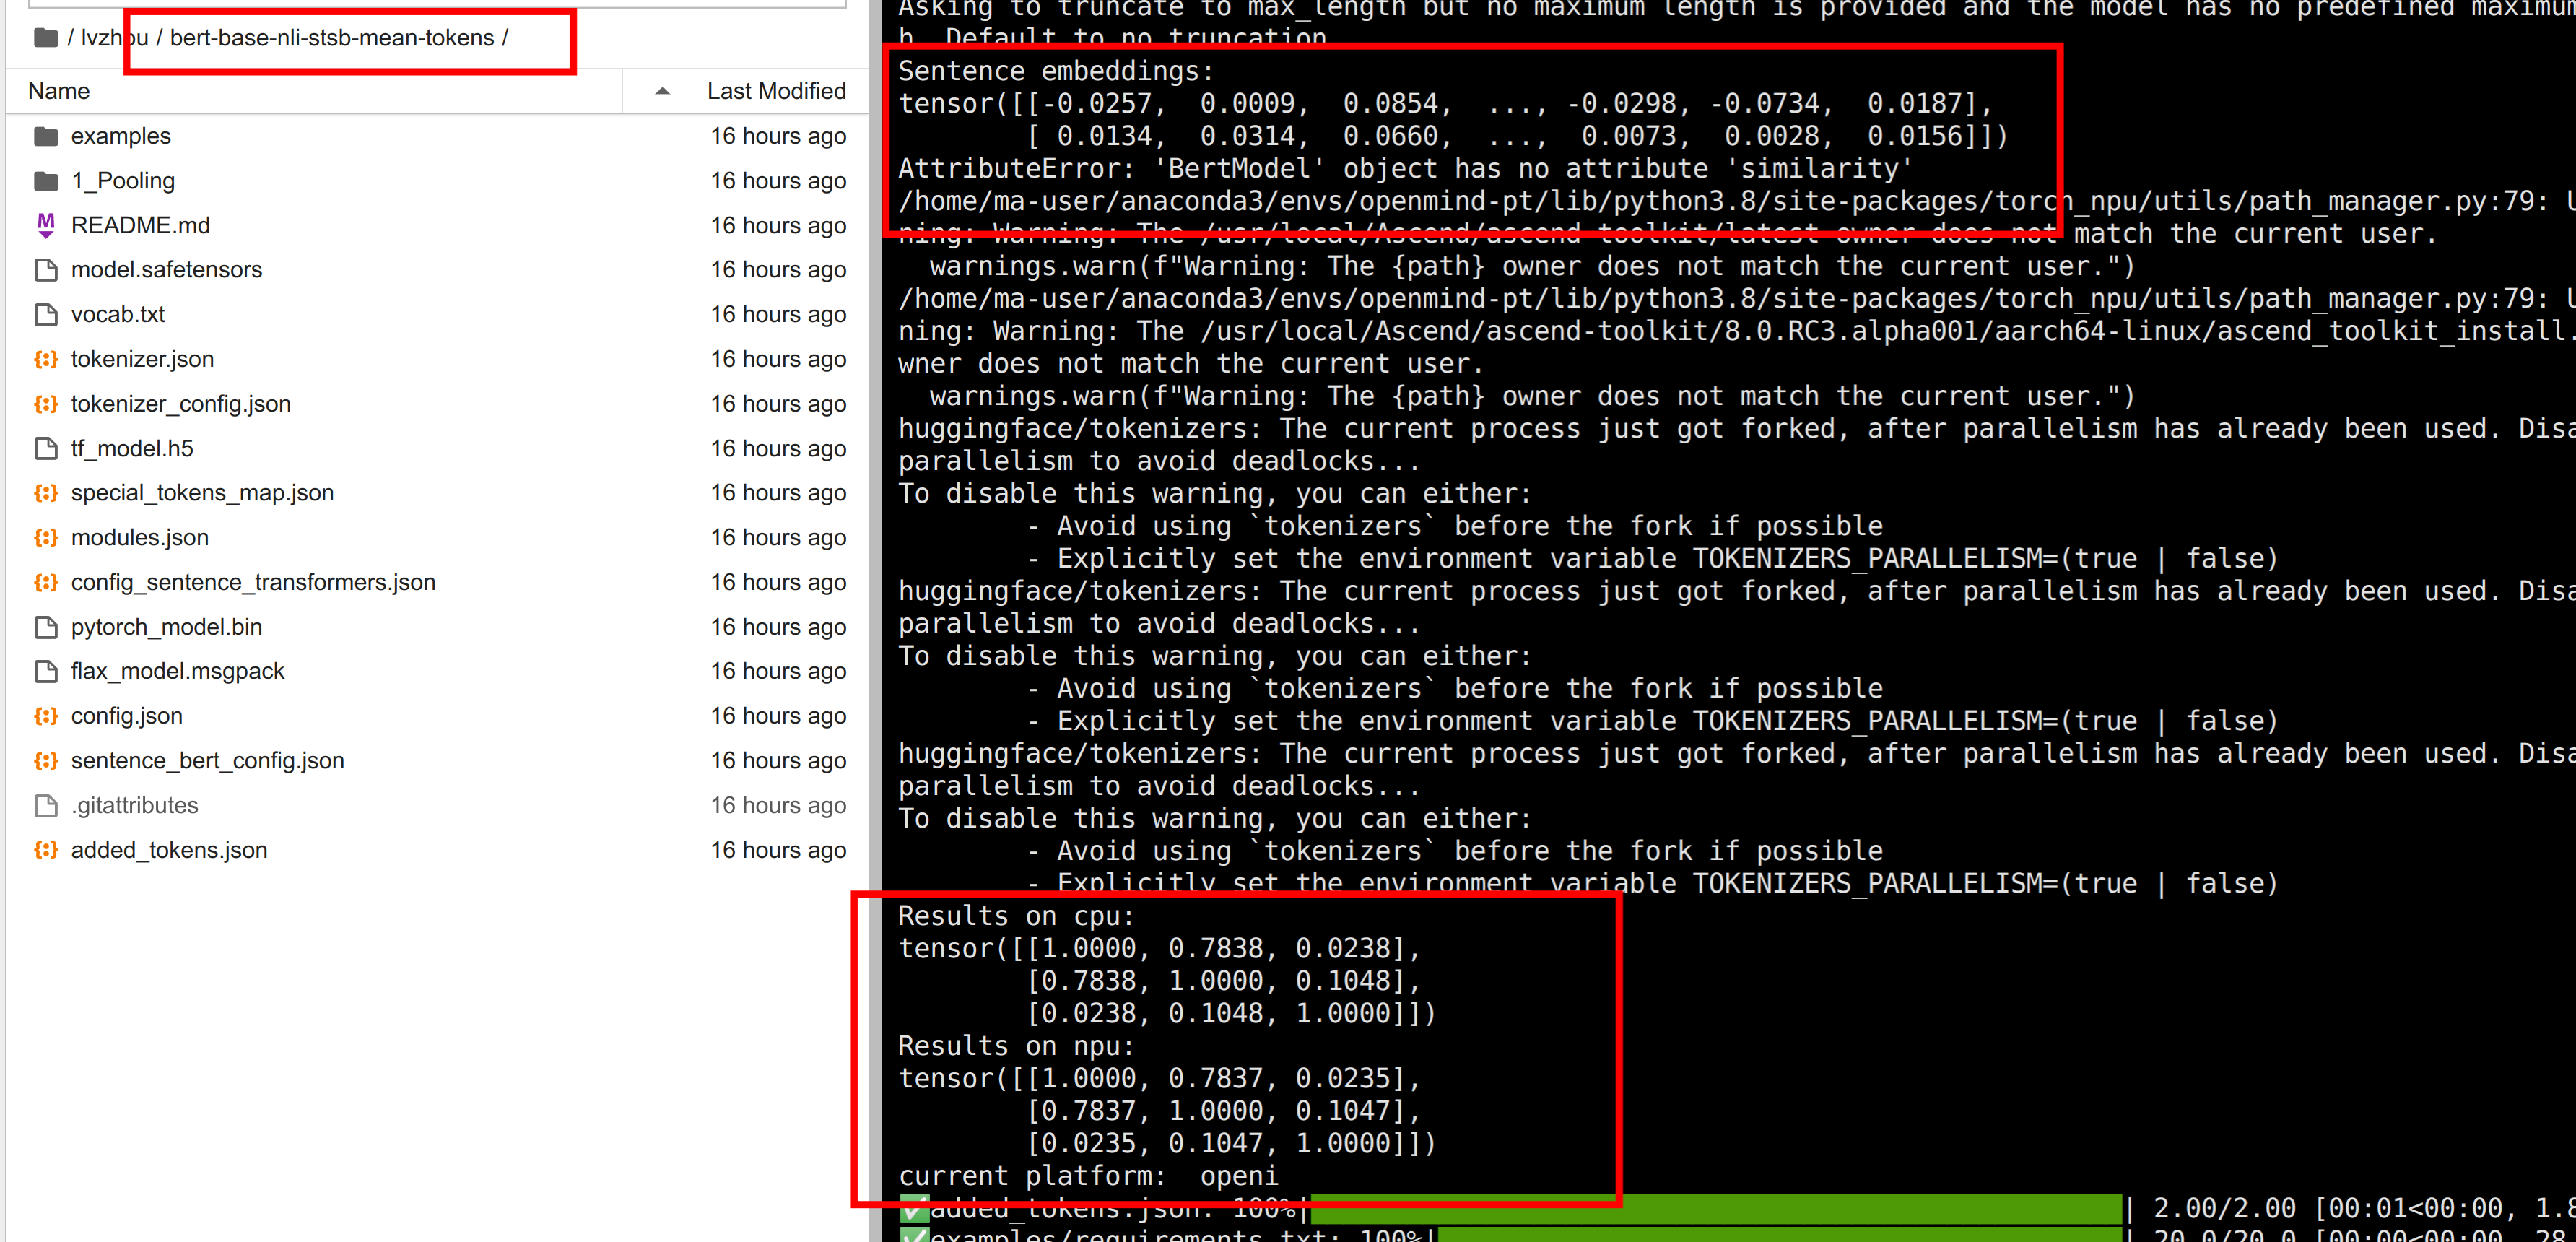 / lvzhou / bert-base-nli-stsb-mean-tokens /
Name Last Modified
examples 16 hours ago
1_Pooling 16 hours ago
README.md 16 hours ago
model.safetensors 16 hours ago
vocab.txt 16 hours ago
tokenizer.json 16 hours ago
tokenizer_config.json 16 hours ago
tf_model.h5 16 hours ago
special_tokens_map.json 16 hours ago
modules.json 16 hours ago
config_sentence_transformers.json 16 hours ago
pytorch_model.bin 16 hours ago
flax_model.msgpack 16 hours ago
config.json 16 hours ago
sentence_bert_config.json 16 hours ago
.gitattributes 16 hours ago
added_tokens.json 16 hours ago
Asking to truncate to max_length but no maximum length is provided and the model has no predefined maximum
h. Default to no truncation
Sentence embeddings:
tensor([[-0.0257,  0.0009,  0.0854,  ..., -0.0298, -0.0734,  0.0187],
[ 0.0134,  0.0314,  0.0660,  ...,  0.0073,  0.0028,  0.0156]])
AttributeError: 'BertModel' object has no attribute 'similarity'
/home/ma-user/anaconda3/envs/openmind-pt/lib/python3.8/site-packages/torch_npu/utils/path_manager.py:79: U
ning: Warning: The /usr/local/Ascend/ascend-toolkit/latest owner does not match the current user.
warnings.warn(f"Warning: The {path} owner does not match the current user.")
/home/ma-user/anaconda3/envs/openmind-pt/lib/python3.8/site-packages/torch_npu/utils/path_manager.py:79: U
ning: Warning: The /usr/local/Ascend/ascend-toolkit/8.0.RC3.alpha001/aarch64-linux/ascend_toolkit_install.
wner does not match the current user.
warnings.warn(f"Warning: The {path} owner does not match the current user.")
huggingface/tokenizers: The current process just got forked, after parallelism has already been used. Disa
parallelism to avoid deadlocks...
To disable this warning, you can either:
- Avoid using `tokenizers` before the fork if possible
- Explicitly set the environment variable TOKENIZERS_PARALLELISM=(true | false)
huggingface/tokenizers: The current process just got forked, after parallelism has already been used. Disa
parallelism to avoid deadlocks...
To disable this warning, you can either:
- Avoid using `tokenizers` before the fork if possible
- Explicitly set the environment variable TOKENIZERS_PARALLELISM=(true | false)
huggingface/tokenizers: The current process just got forked, after parallelism has already been used. Disa
parallelism to avoid deadlocks...
To disable this warning, you can either:
- Avoid using `tokenizers` before the fork if possible
- Explicitly set the environment variable TOKENIZERS_PARALLELISM=(true | false)
Results on cpu:
tensor([[1.0000, 0.7838, 0.0238],
[0.7838, 1.0000, 0.1048],
[0.0238, 0.1048, 1.0000]])
Results on npu:
tensor([[1.0000, 0.7837, 0.0235],
[0.7837, 1.0000, 0.1047],
[0.0235, 0.1047, 1.0000]])
current platform:  openi
✅added_tokens.json: 100%| | 2.00/2.00 [00:01<00:00, 1.8
✅examples/requirements.txt: 100%| | 20.0/20.0 [00:00<00:00, 28